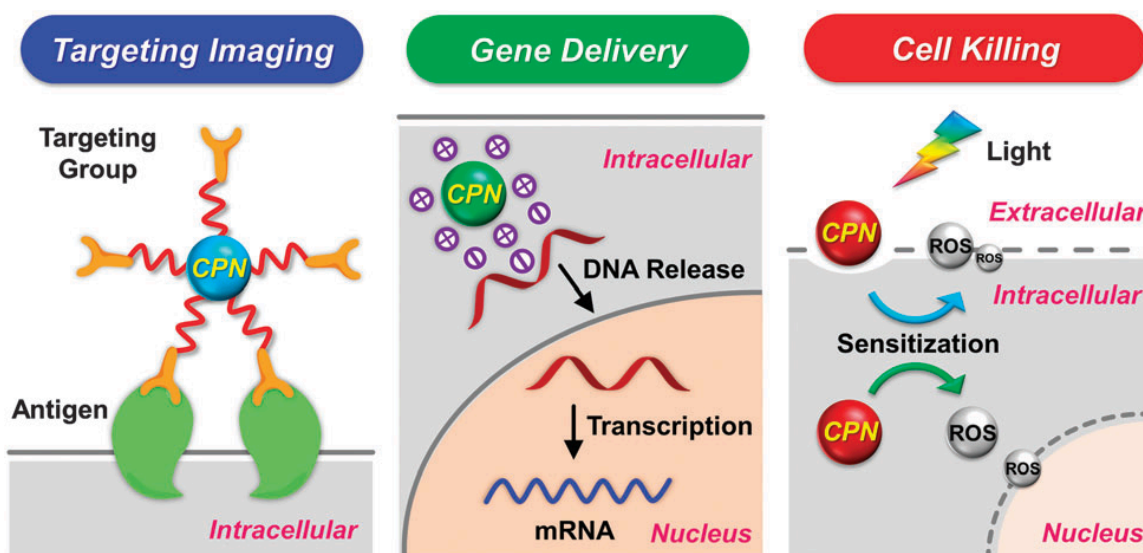 Targeting Imaging
Targeting
Group
CPN
Antigen
Intracellular
Gene Delivery
Intracellular
CPN
DNA Release
Transcription
mRNA
Nucleus
Cell Killing
Light
Extracellular
CPN
ROS
ROS
Intracellular
Sensitization
CPN
ROS
ROS
Nucleus